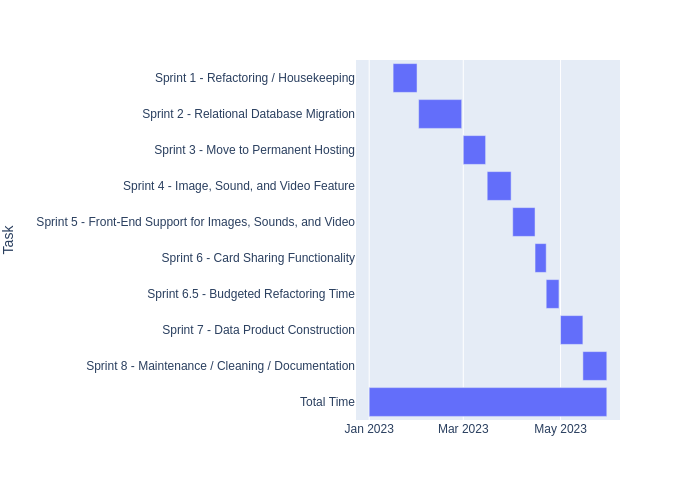 Sprint 1 - Refactoring / Housekeeping
Sprint 2 - Relational Database Migration
Sprint 3 - Move to Permanent Hosting
Sprint 4 - Image, Sound, and Video Feature
Sprint 5 - Front-End Support for Images, Sounds, and Video
Sprint 6 - Card Sharing Functionality
Sprint 6.5 - Budgeted Refactoring Time
Sprint 7 - Data Product Construction
Sprint 8 - Maintenance / Cleaning / Documentation
Total Time
Task
Jan 2023 Mar 2023 May 2023